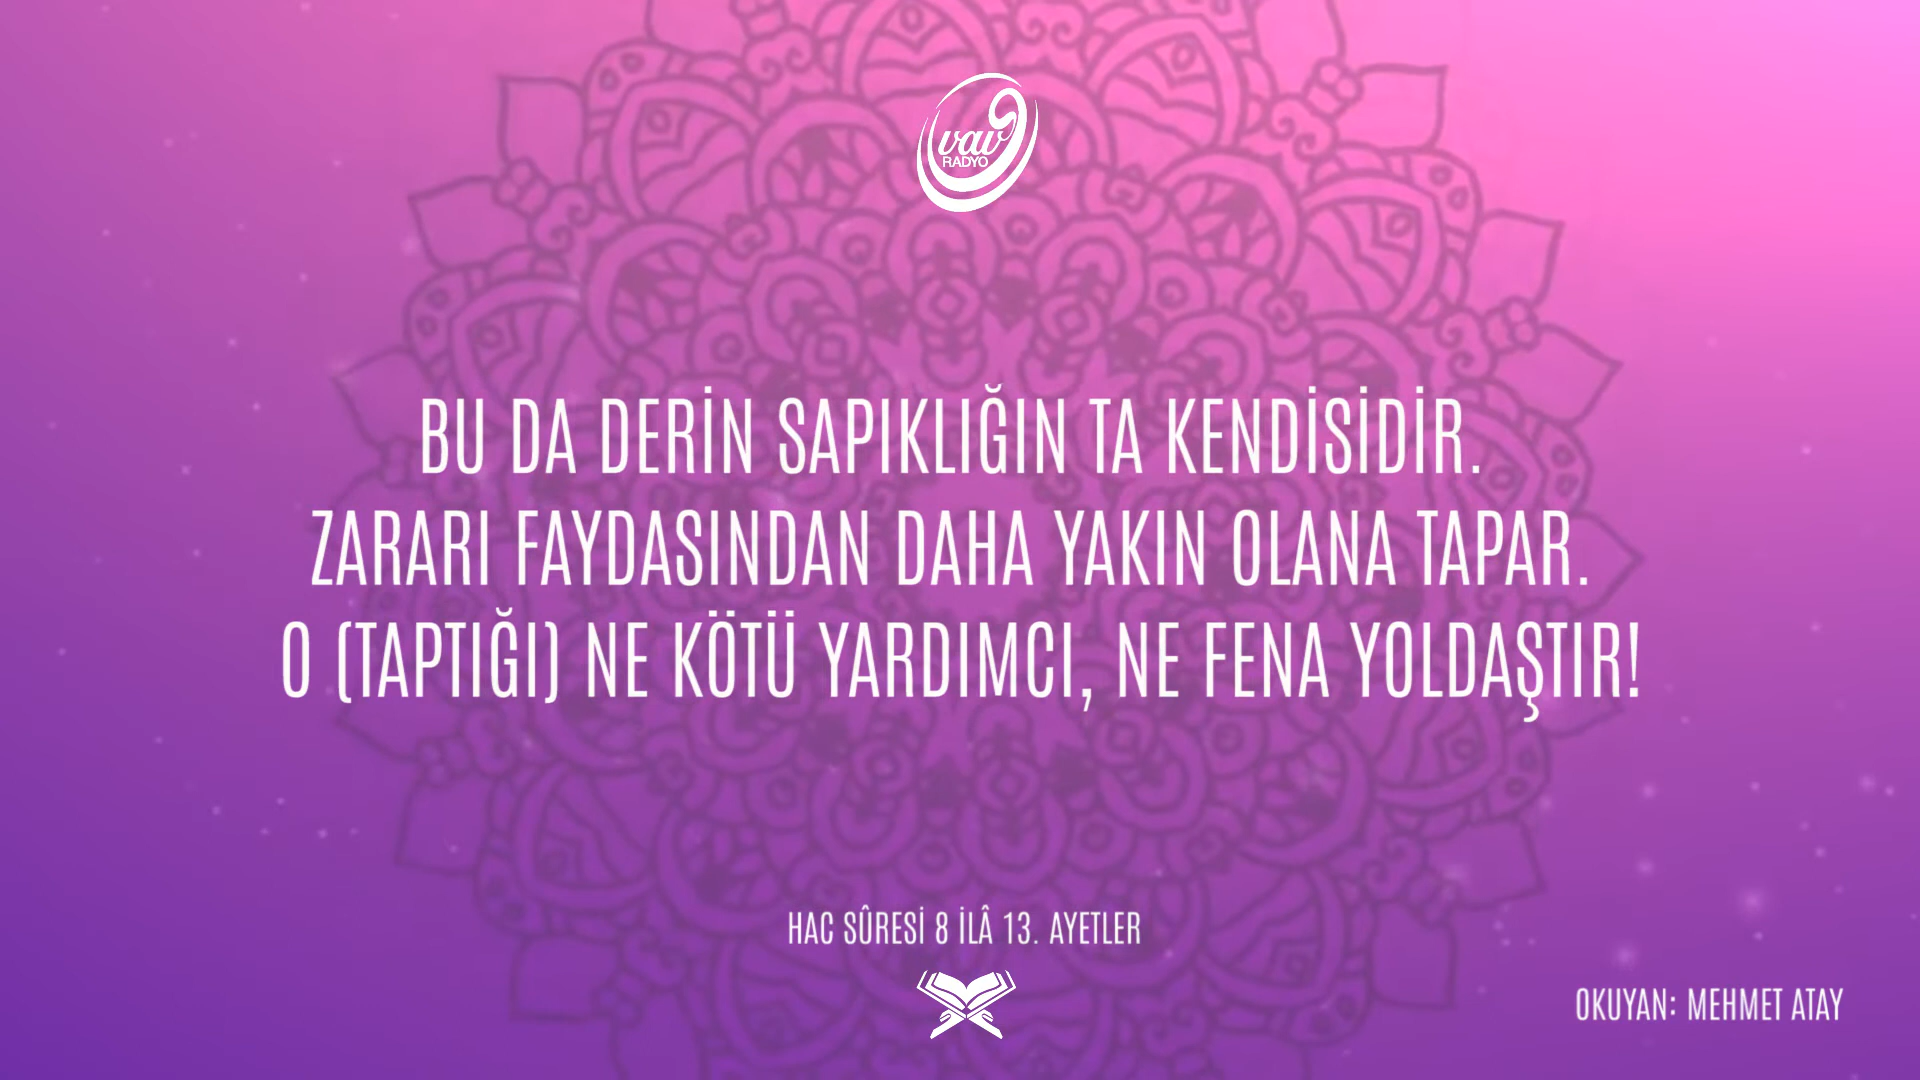 vav
RADYO
BU DA DERİN SAPIKLIĞIN TA KENDİSİDİR.
ZARARI FAYDASINDAN DAHA YAKIN OLANA TAPAR.
O (TAPTIĞI) NE KÖTÜ YARDIMCI, NE FENA YOLDAŞTIR!
HAC SÛRESİ 8 İLÂ 13. AYETLER
OKUYAN: MEHMET ATAY